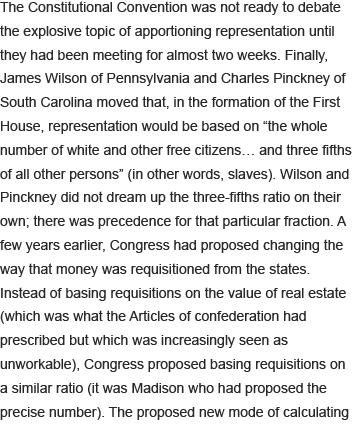 The Constitutional Convention was not ready to debate
the explosive topic of apportioning representation until
they had been meeting for almost two weeks. Finally,
James Wilson of Pennsylvania and Charles Pinckney of
South Carolina moved that, in the formation of the First
House, representation would be based on “the whole
number of white and other free citizens… and three fifths
of all other persons” (in other words, slaves). Wilson and
Pinckney did not dream up the three-fifths ratio on their
own; there was precedence for that particular fraction. A
few years earlier, Congress had proposed changing the
way that money was requisitioned from the states.
Instead of basing requisitions on the value of real estate
(which was what the Articles of confederation had
prescribed but which was increasingly seen as
unworkable), Congress proposed basing requisitions on
a similar ratio (it was Madison who had proposed the
precise number). The proposed new mode of calculating